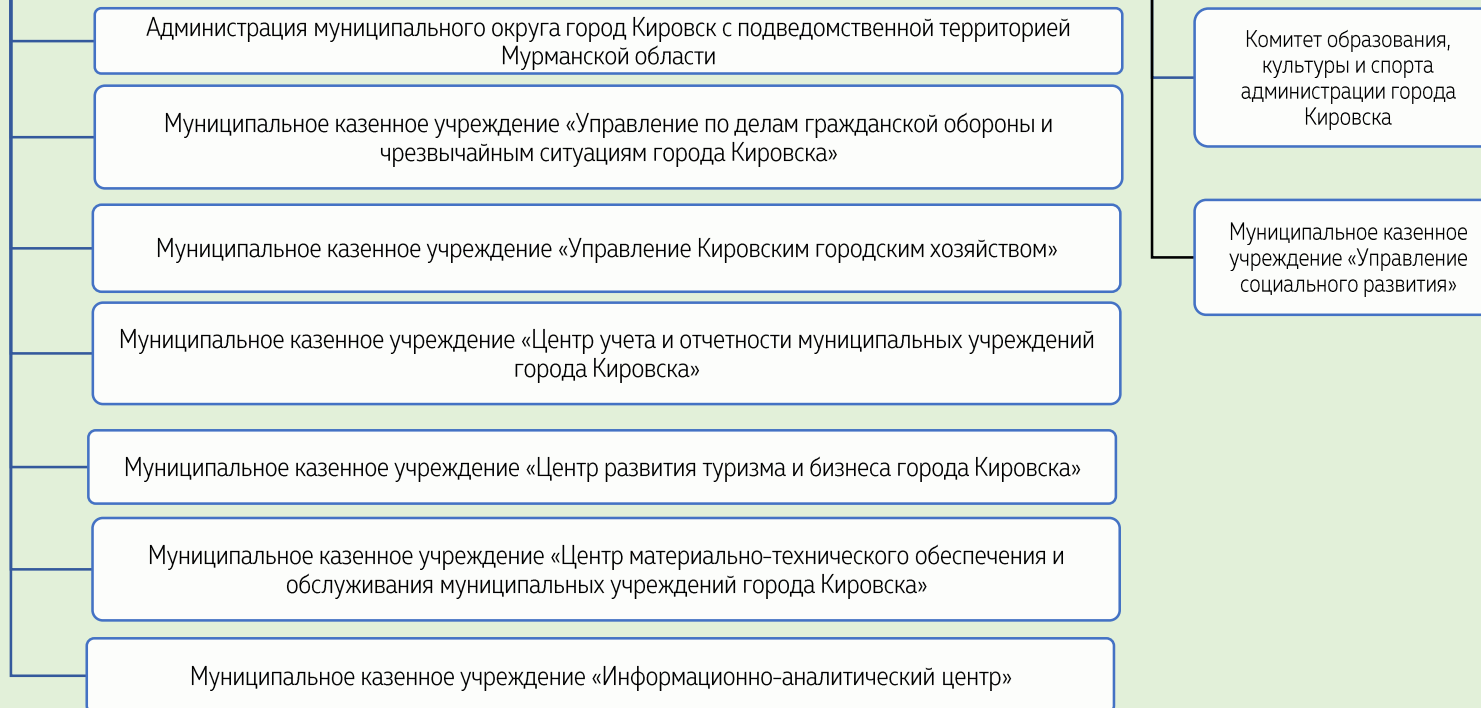 Администрация муниципального округа город Кировск с подведомственной территорией
Мурманской области
Муниципальное казенное учреждение «Управление по делам гражданской обороны и
чрезвычайным ситуациям города Кировска»
Муниципальное казенное учреждение «Управление Кировским городским хозяйством»
Муниципальное казенное учреждение «Центр учета и отчетности муниципальных учреждений
города Кировска»
Муниципальное казенное учреждение «Центр развития туризма и бизнеса города Кировска»
Муниципальное казенное учреждение «Центр материально-технического обеспечения и
обслуживания муниципальных учреждений города Кировска»
Муниципальное казенное учреждение «Информационно-аналитический центр»
Комитет образования,
культуры и спорта
администрации города
Кировска
Муниципальное казенное
учреждение «Управление
социального развития»